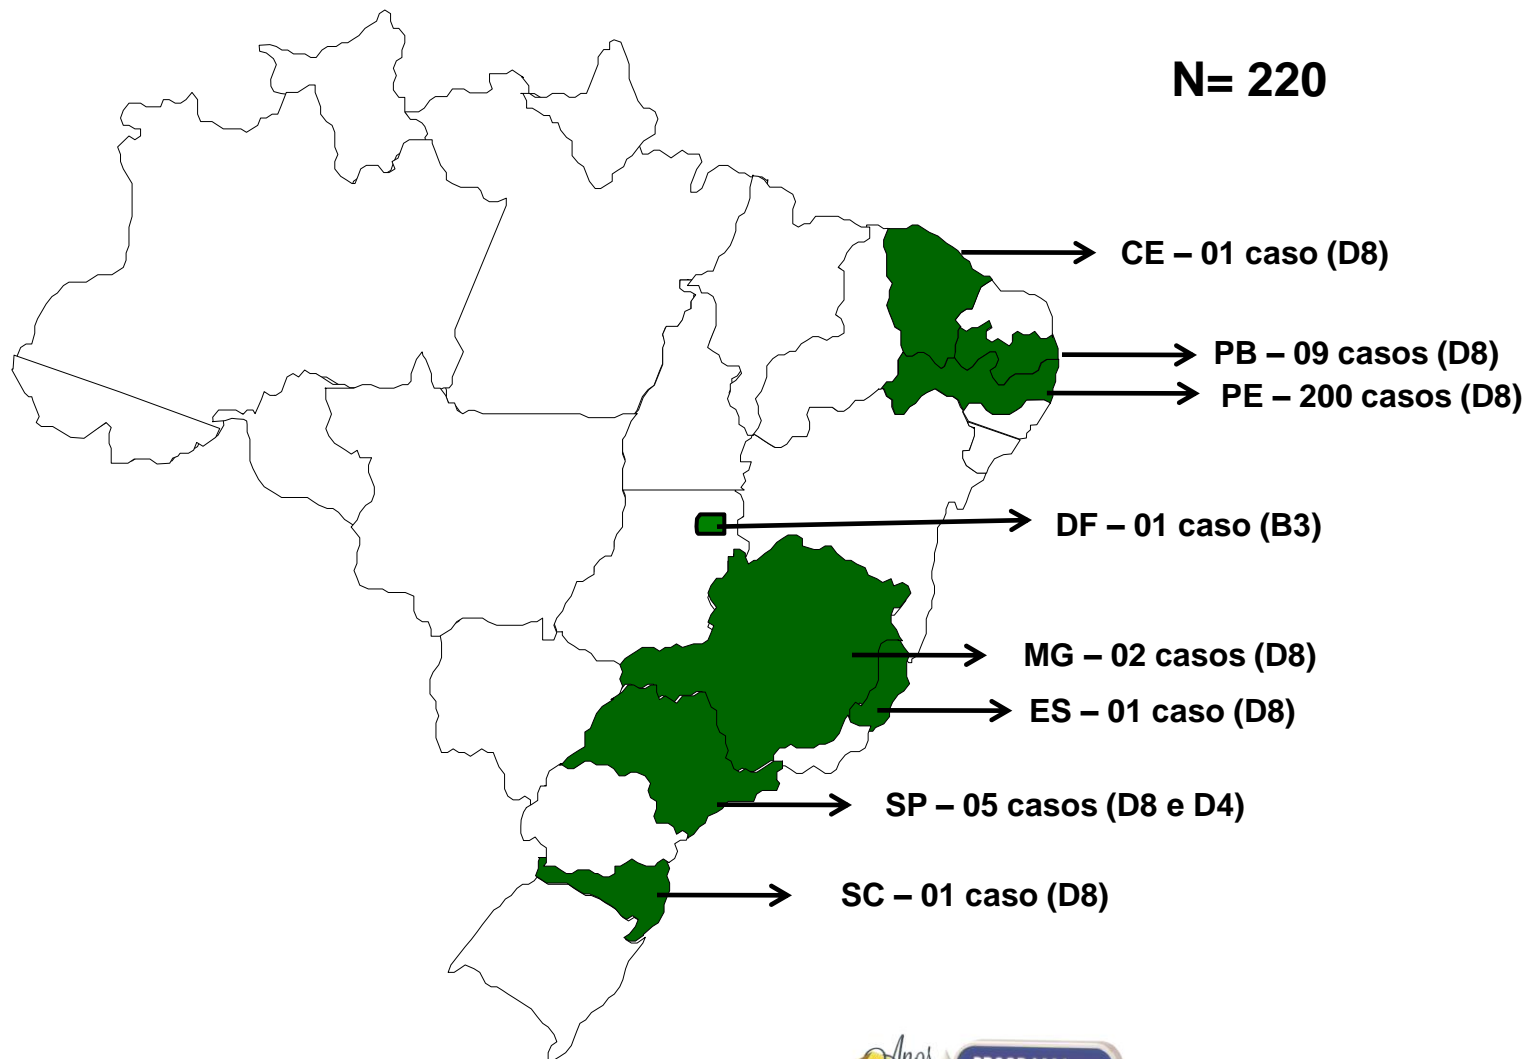 N= 220
CE – 01 caso (D8)
PB – 09 casos (D8)
PE – 200 casos (D8)
DF – 01 caso (B3)
MG – 02 casos (D8)
ES – 01 caso (D8)
SP – 05 casos (D8 e D4)
SC – 01 caso (D8)
Anos